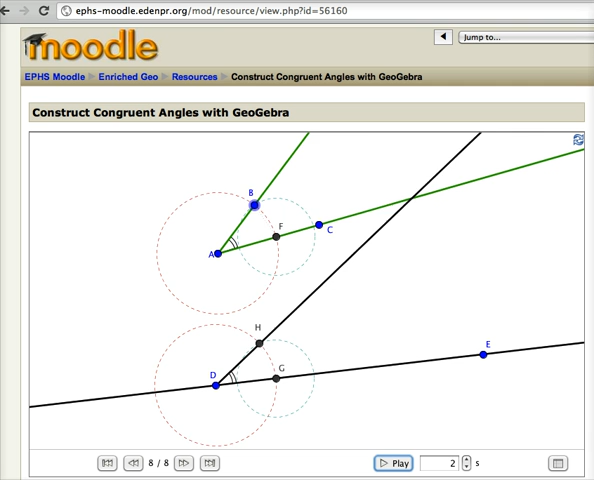 ephs-moodle.edenpr.org/mod/resource/view.php?id=56160
moodle
Jump to...
EPHS Moodle ► Enriched Geo ► Resources ► Construct Congruent Angles with GeoGebra
Construct Congruent Angles with GeoGebra
B
F
C
A
H
E
D
G
8 / 8
Play
2
s